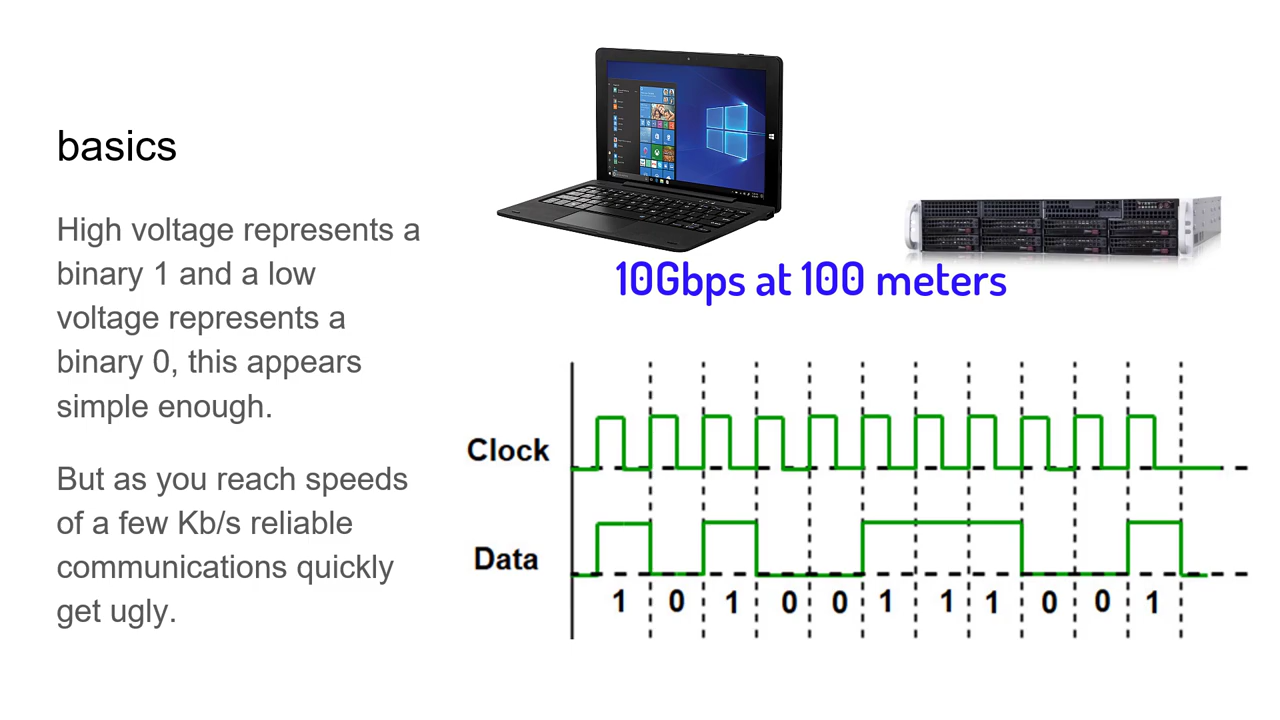 basics
High voltage represents a
binary 1 and a low
voltage represents a
binary 0, this appears
simple enough.
But as you reach speeds
of a few Kb/s reliable
communications quickly
get ugly.
10Gbps at 100 meters
Clock
Data
1 0 1 0 0 1 1 1 0 0 1